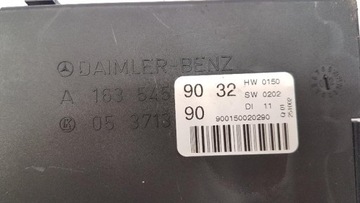 DAIMLER-BENZ
A 163 545 90 32
HW 0150
SW 0202
05 3713 90
DI 11
900150020290